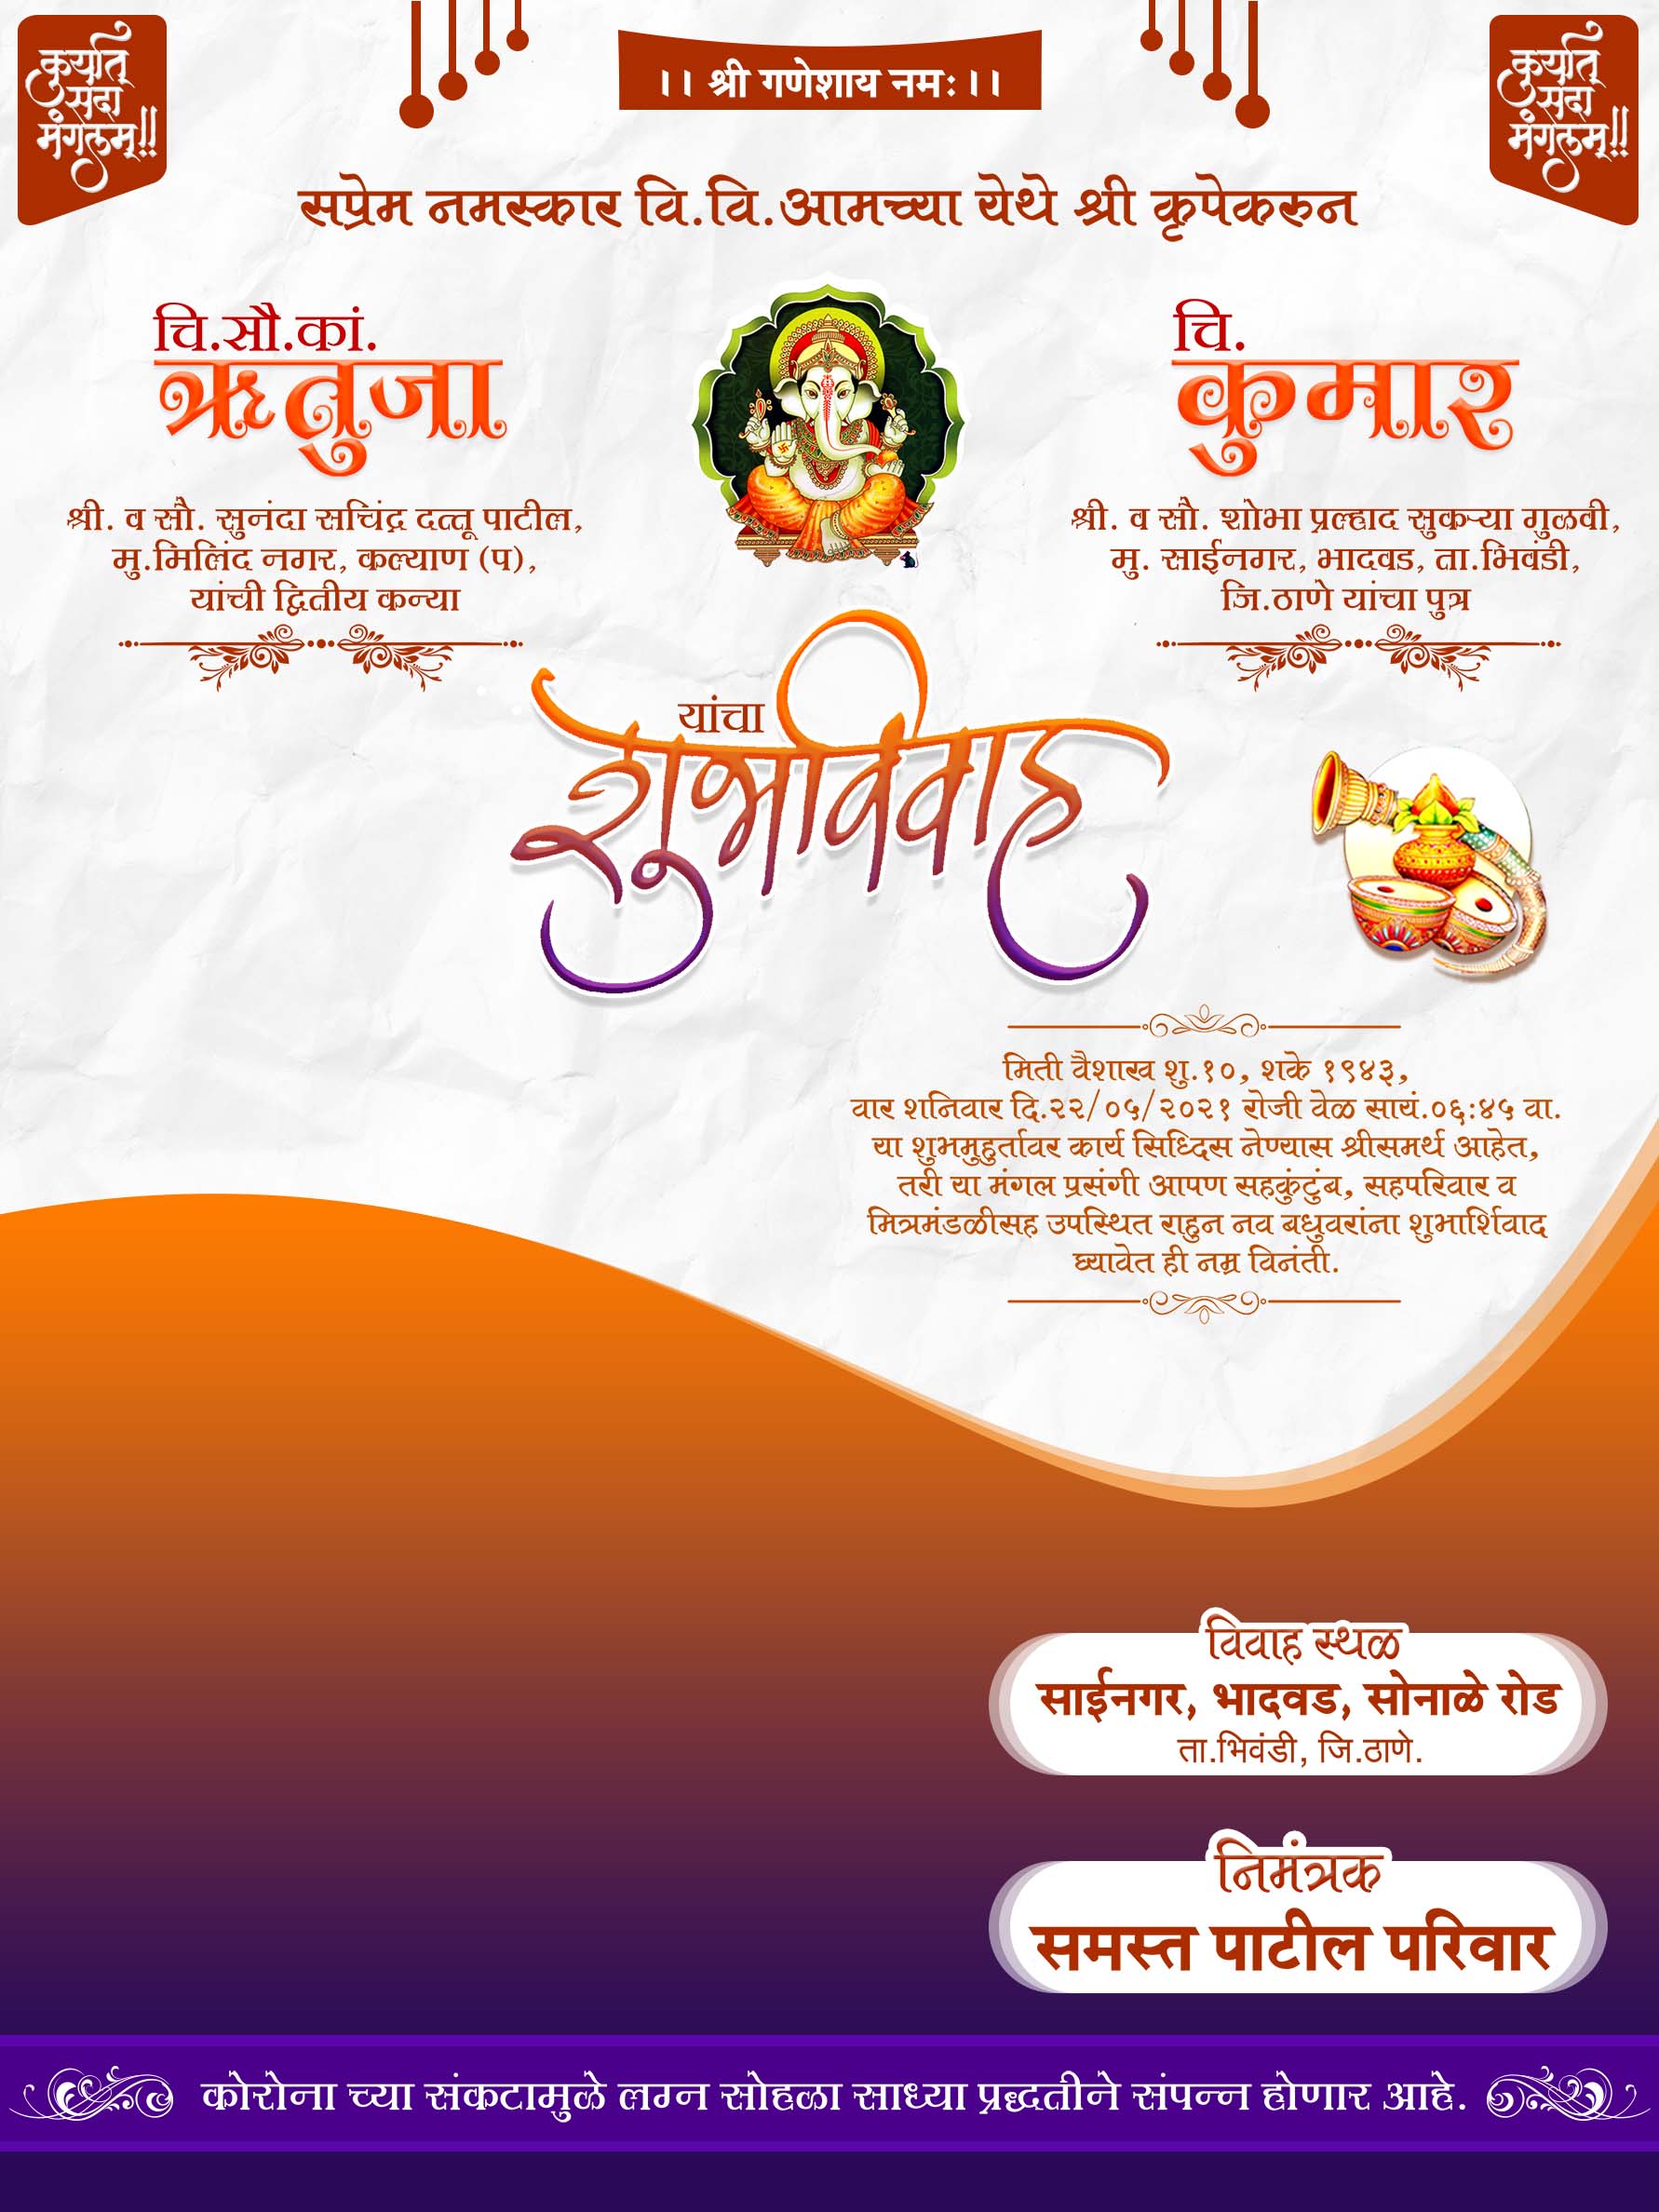 कुर्यात्
सदा
मंगलम्!!
।। श्री गणेशाय नमः ।।
कुर्यात्
सदा
मंगलम्!!
सप्रेम नमस्कार वि.वि.आमच्या येथे श्री कृपेकरुन
चि.सौ.कां.
ऋतुजा
श्री. व सौ. सुनंदा सचिंद्र दत्तू पाटील,
मु.मिलिंद नगर, कल्याण (प),
यांची द्वितीय कन्या
चि.
कुमार
श्री. व सौ. शोभा प्रल्हाद सुकऱ्या गुळवी,
मु. साईनगर, भादवड, ता.भिवंडी,
जि.ठाणे यांचा पुत्र
यांचा
शुभविवाह
मिती वैशाख शु.१०, शके १९४३,
वार शनिवार दि.२२/०५/२०२१ रोजी वेळ सायं.०६:४५ वा.
या शुभमुहुर्तावर कार्य सिध्दिस नेण्यास श्रीसमर्थ आहेत,
तरी या मंगल प्रसंगी आपण सहकुंटुंब, सहपरिवार व
मित्रमंडळीसह उपस्थित राहुन नव बधुवरांना शुभार्शिवाद
घ्यावेत ही नम्र विनंती.
विवाह स्थळ
साईनगर, भादवड, सोनाळे रोड
ता.भिवंडी, जि.ठाणे.
निमंत्रक
समस्त पाटील परिवार
कोरोना च्या संकटामुळे लग्न सोहळा साध्या प्रद्धतीने संपन्न होणार आहे.